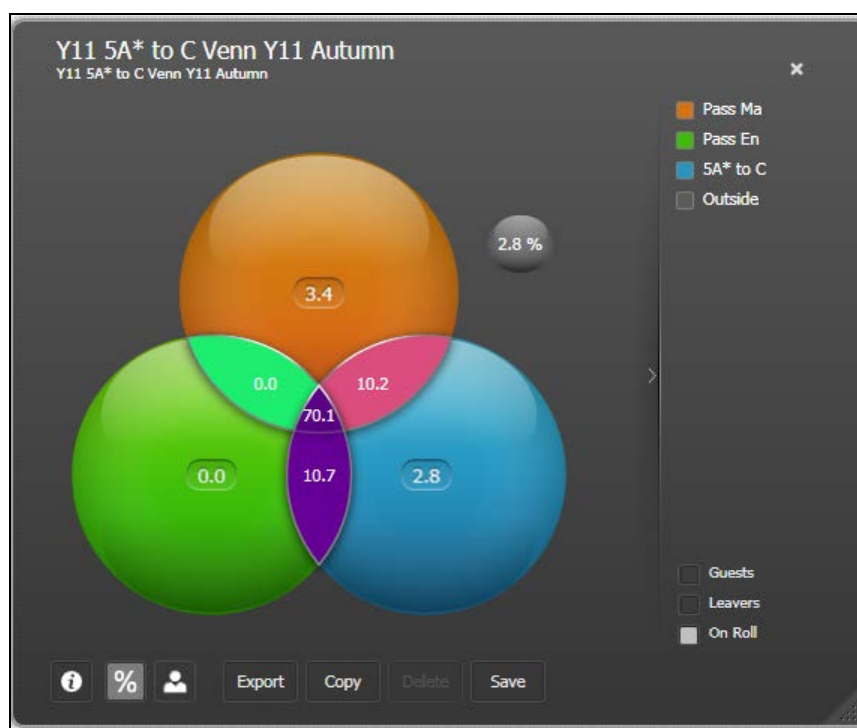 Y11 5A* to C Venn Y11 Autumn
Y11 5A* to C Venn Y11 Autumn
Pass Ma
Pass En
5A* to C
Outside
2.8 %
3.4
0.0
10.2
70.1
0.0
10.7
2.8
Guests
Leavers
On Roll
%
Export
Copy
Delete
Save